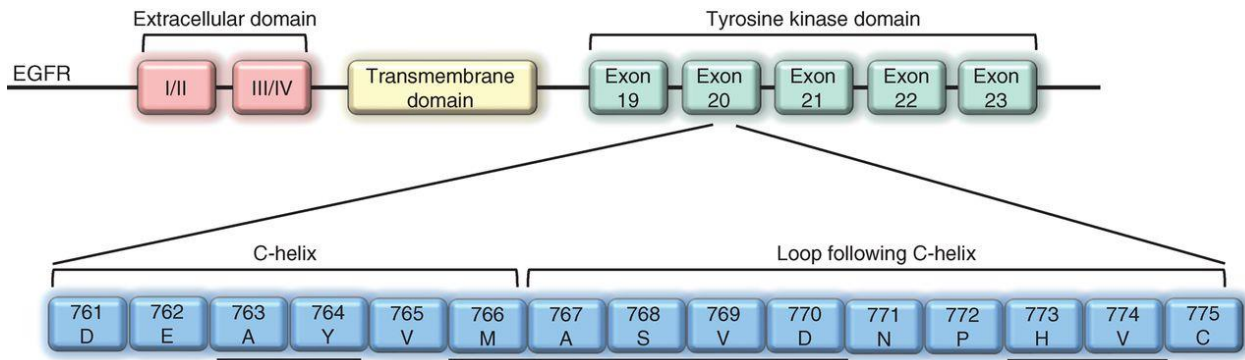 Extracellular domain
Tyrosine kinase domain
EGFR
I/II
III/IV
Transmembrane
domain
Exon
19
Exon
20
Exon
21
Exon
22
Exon
23
C-helix
Loop following C-helix
761
D
762
E
763
A
764
Y
765
V
766
M
767
A
768
S
769
V
770
D
771
N
772
P
773
H
774
V
775
C